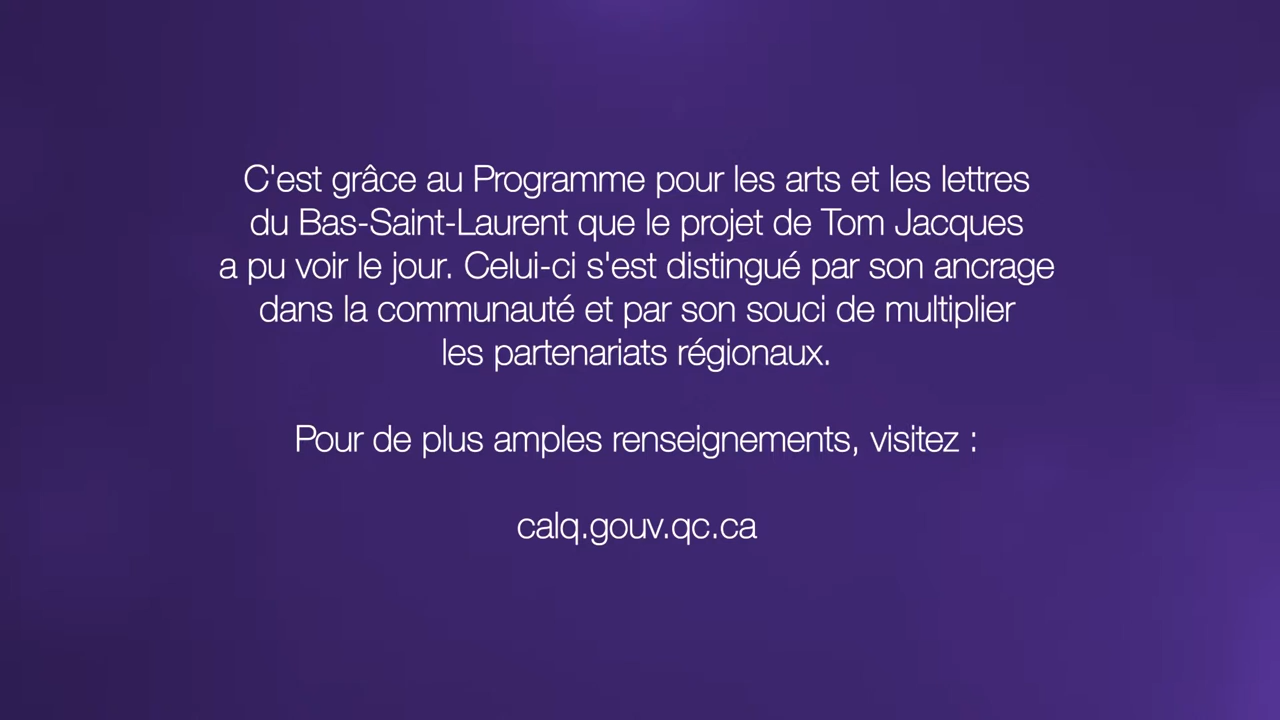 C'est grâce au Programme pour les arts et les lettres
du Bas-Saint-Laurent que le projet de Tom Jacques
a pu voir le jour. Celui-ci s'est distingué par son ancrage
dans la communauté et par son souci de multiplier
les partenariats régionaux.
Pour de plus amples renseignements, visitez :
calq.gouv.qc.ca